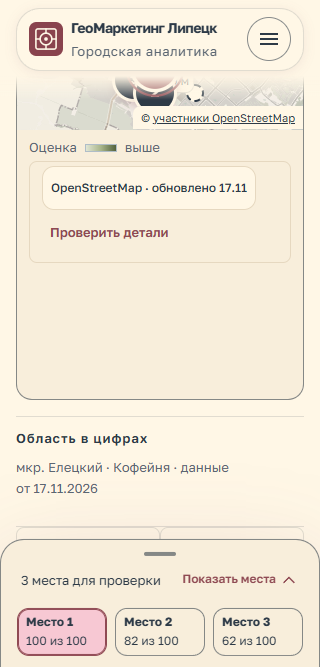 ГеоМаркетинг Липецк
Городская аналитика
© участники OpenStreetMap
Оценка выше
OpenStreetMap · обновлено 17.11
Проверить детали
Область в цифрах
мкр. Елецкий · Кофейня · данные
от 17.11.2026
3 места для проверки Показать места
Место 1 Место 2 Место 3
100 из 100 82 из 100 62 из 100